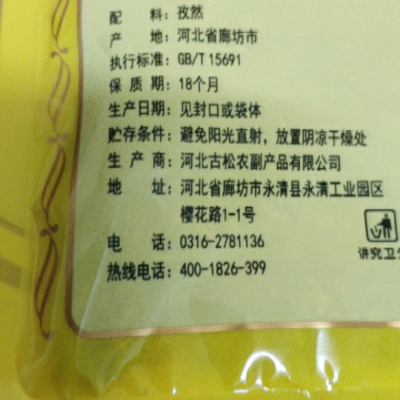 配 料：孜然
产 地：河北省廊坊市
执行标准：GB/T 15691
保 质 期：18个月
生产日期：见封口或袋体
贮存条件：避免阳光直射，放置阴凉干燥处
生 产 商：河北古松农副产品有限公司
地 址：河北省廊坊市永清县永清工业园区
樱花路1-1号
电 话：0316-2781136
热线电话：400-1826-399
讲究卫生